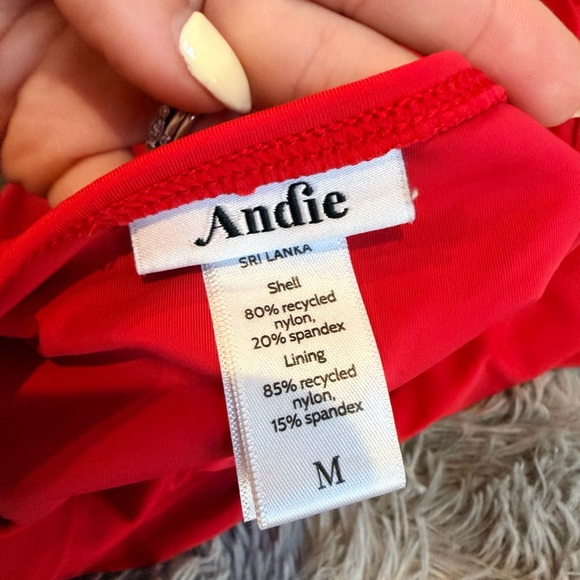 Andie
SRI LANKA
Shell
80% recycled
nylon,
20% spandex
Lining
85% recycled
nylon,
15% spandex
M